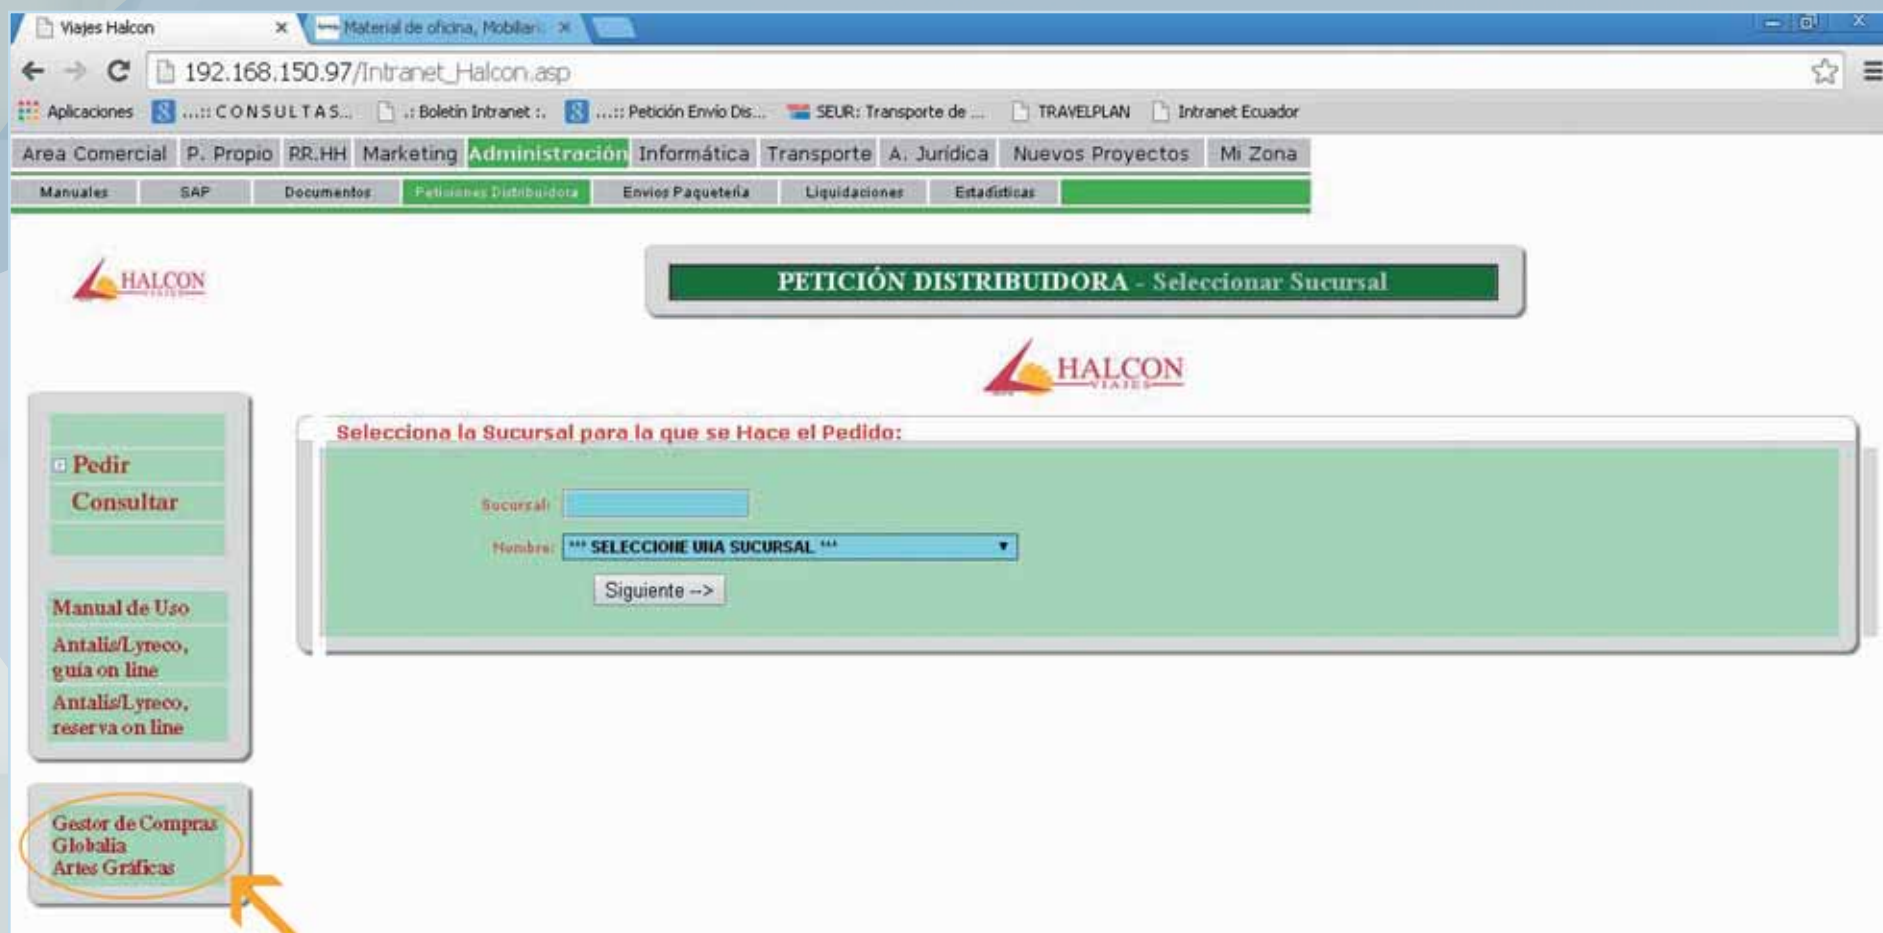 Viajes Halcon
Material de oficina, Mobiliari
192.168.150.97/Intranet_Halcon.asp
Aplicaciones ...:: C O N S U L T A S... .: Boletín Intranet :. ...:: Petición Envío Dis... SEUR: Transporte de ... TRAVELPLAN Intranet Ecuador
Area Comercial P. Propio RR.HH Marketing Administración Informática Transporte A. Jurídica Nuevos Proyectos Mi Zona
Manuales SAP Documentos Peticiones Distribuidora Envios Paquetería Liquidaciones Estadísticas
HALCON
VIAJES
PETICIÓN DISTRIBUIDORA - Seleccionar Sucursal
HALCON
VIAJES
Selecciona la Sucursal para la que se Hace el Pedido:
Pedir
Consultar
Sucursal:
Nombre: *** SELECCIONE UNA SUCURSAL ***
Siguiente -->
Manual de Uso
Antalis/Lyreco,
guía on line
Antalis/Lyreco,
reserva on line
Gestor de Compras
Globalia
Artes Gráficas